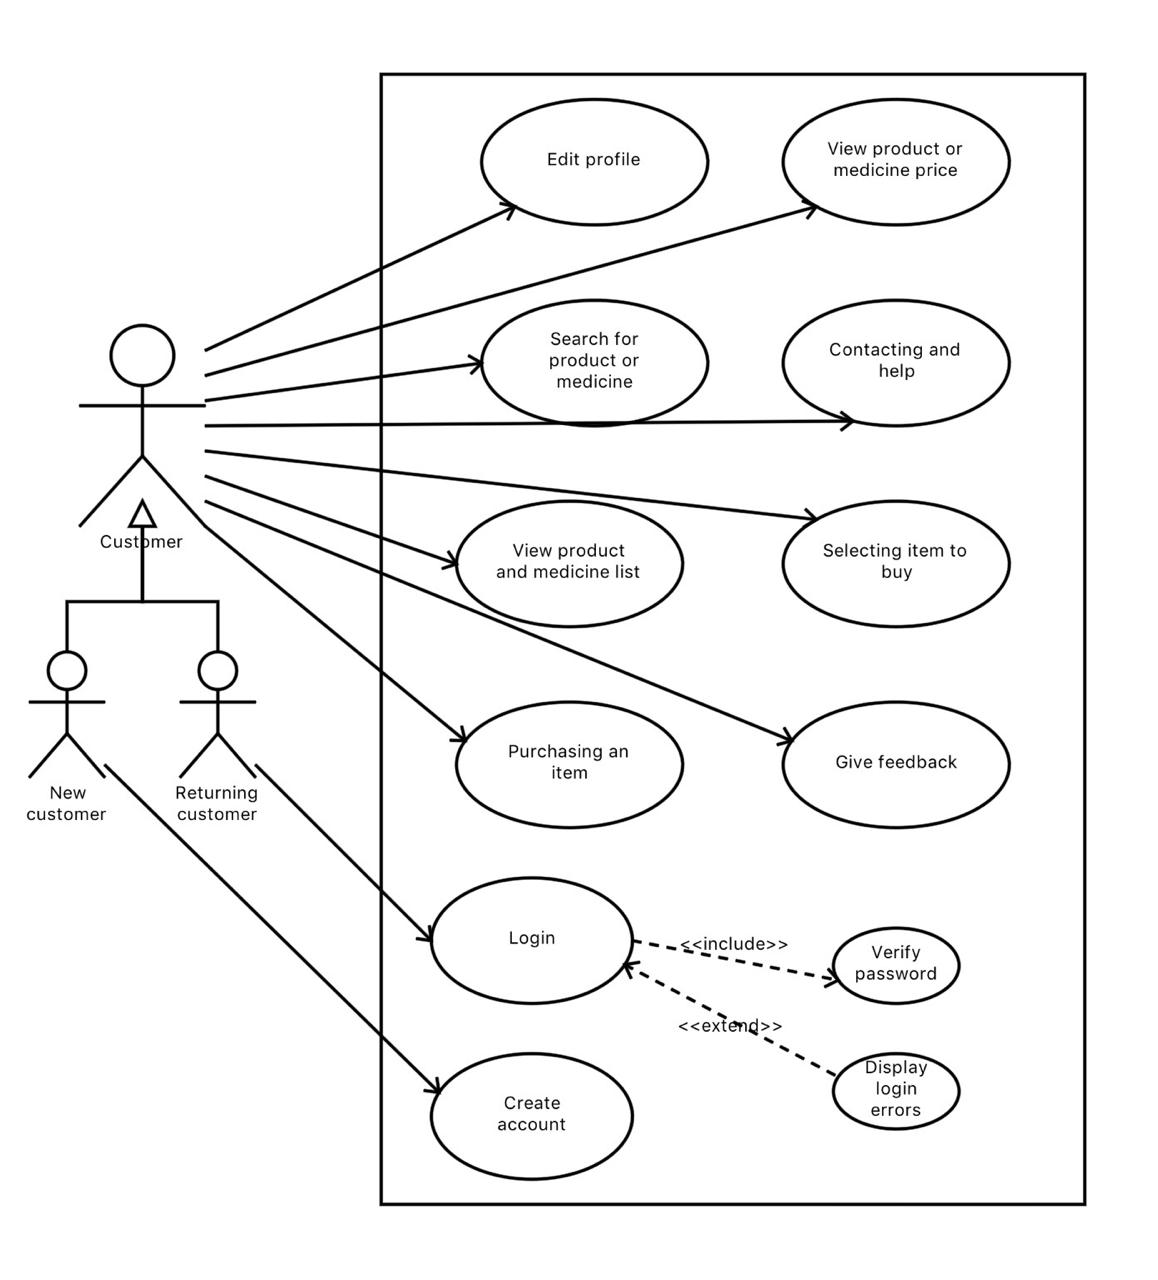 Edit profile
View product or
medicine price
Search for
product or
medicine
Contacting and
help
Customer
View product
and medicine list
Selecting item to
buy
New
customer
Returning
customer
Purchasing an
item
Give feedback
Login
<<include>>
Verify
password
<<extend>>
Display
login
errors
Create
account